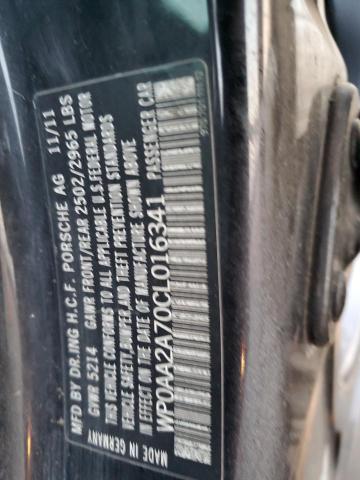 MFD BY DR.ING H.C.F. PORSCHE AG 11/11
GVWR 5214 GAWR FRONT/REAR 2502/2965 LBS
THIS VEHICLE CONFORMS TO ALL APPLICABLE U.S. FEDERAL MOTOR
VEHICLE SAFETY, BUMPER, AND THEFT PREVENTION STANDARDS
IN EFFECT ON THE DATE OF MANUFACTURE SHOWN ABOVE
WP0AA2A70CL016341 PASSENGER CAR
MADE IN GERMANY